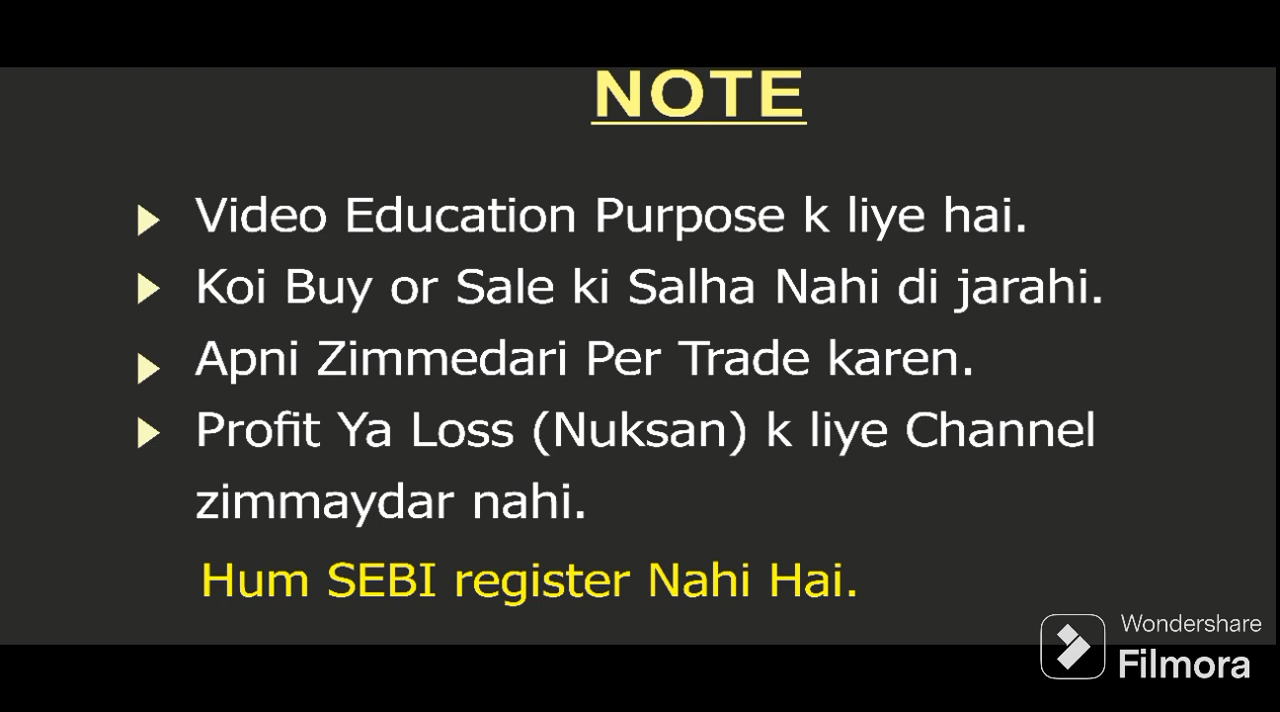 NOTE
Video Education Purpose k liye hai.
Koi Buy or Sale ki Salha Nahi di jarahi.
Apni Zimmedari Per Trade karen.
Profit Ya Loss (Nuksan) k liye Channel
zimmaydar nahi.
Hum SEBI register Nahi Hai.
Wondershare
Filmora